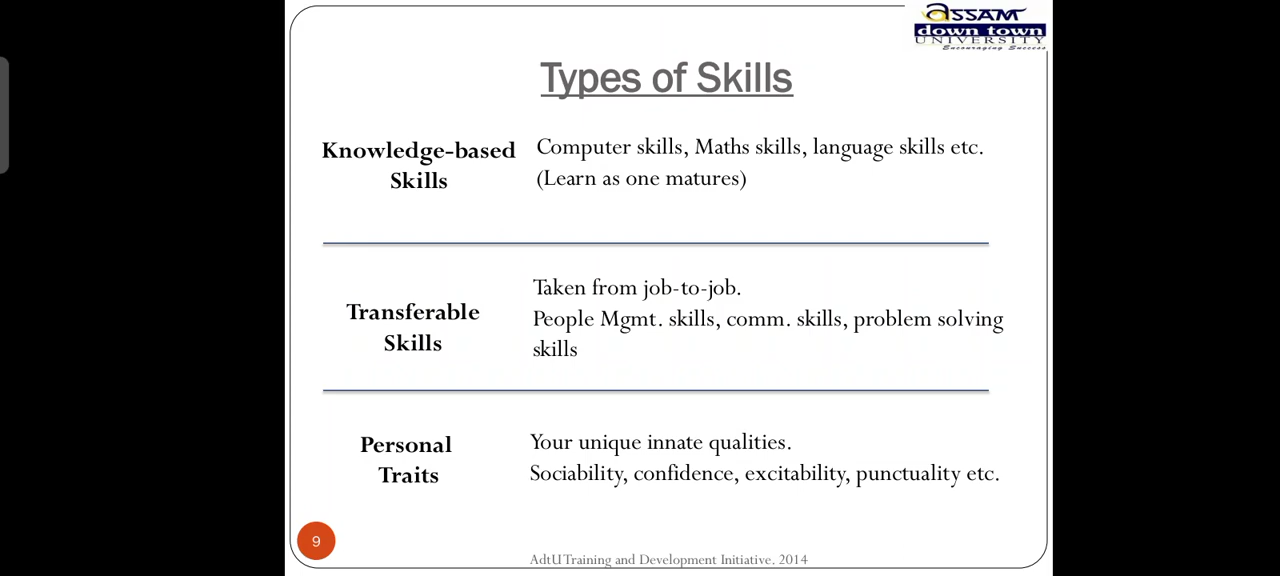 ASSAM
down town
UNIVERSITY
Encouraging Success
Types of Skills
Knowledge-based
Skills
Computer skills, Maths skills, language skills etc.
(Learn as one matures)
Transferable
Skills
Taken from job-to-job.
People Mgmt. skills, comm. skills, problem solving
skills
Personal
Traits
Your unique innate qualities.
Sociability, confidence, excitability, punctuality etc.
9
AdtU Training and Development Initiative. 2014